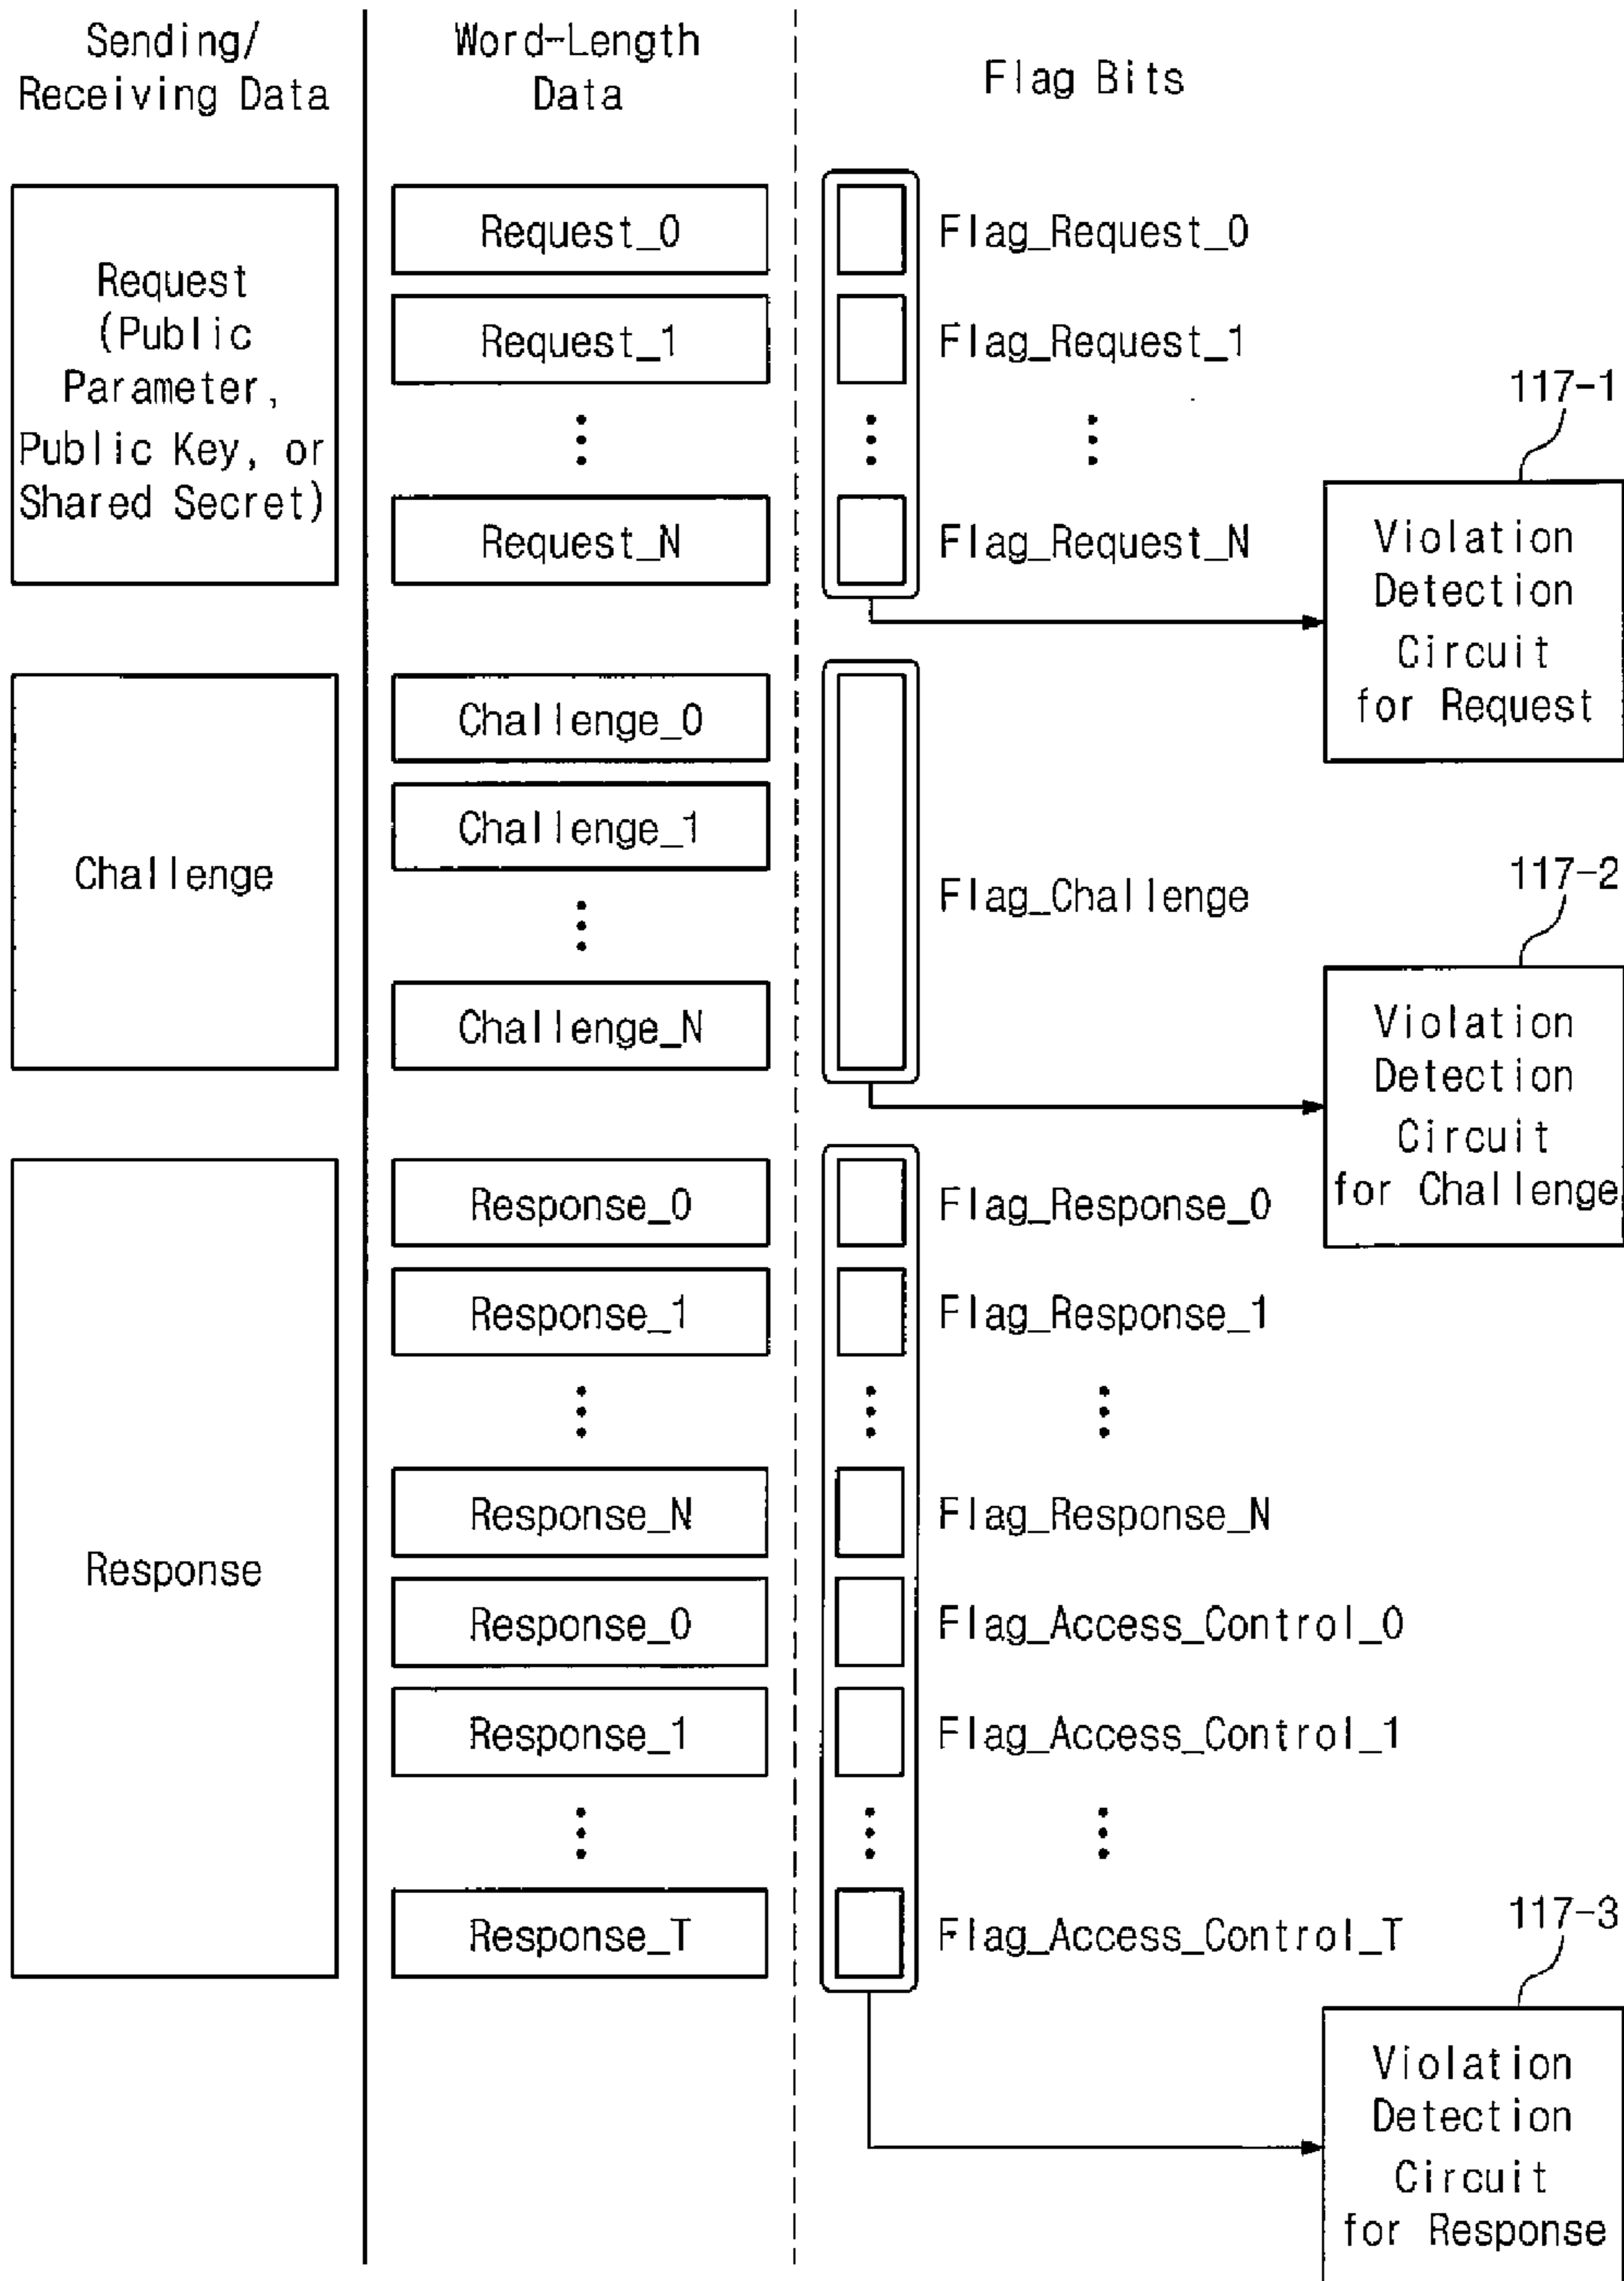 Sending/
Receiving Data
Word-Length
Data
Flag Bits
Request
(Public
Parameter,
Public Key, or
Shared Secret)
Request_0
Flag_Request_0
Request_1
Flag_Request_1
Request_N
Flag_Request_N
117-1
Violation
Detection
Circuit
for Request
Challenge
Challenge_0
Challenge_1
Challenge_N
Flag_Challenge
117-2
Violation
Detection
Circuit
for Challenge
Response
Response_0
Flag_Response_0
Response_1
Flag_Response_1
Response_N
Flag_Response_N
Response_0
Flag_Access_Control_0
Response_1
Flag_Access_Control_1
Response_T
Flag_Access_Control_T
117-3
Violation
Detection
Circuit
for Response